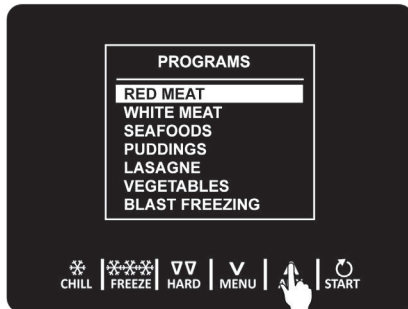 PROGRAMS
RED MEAT
WHITE MEAT
SEAFOODS
PUDDINGS
LASAGNE
VEGETABLES
BLAST FREEZING
CHILL FREEZE HARD MENU START